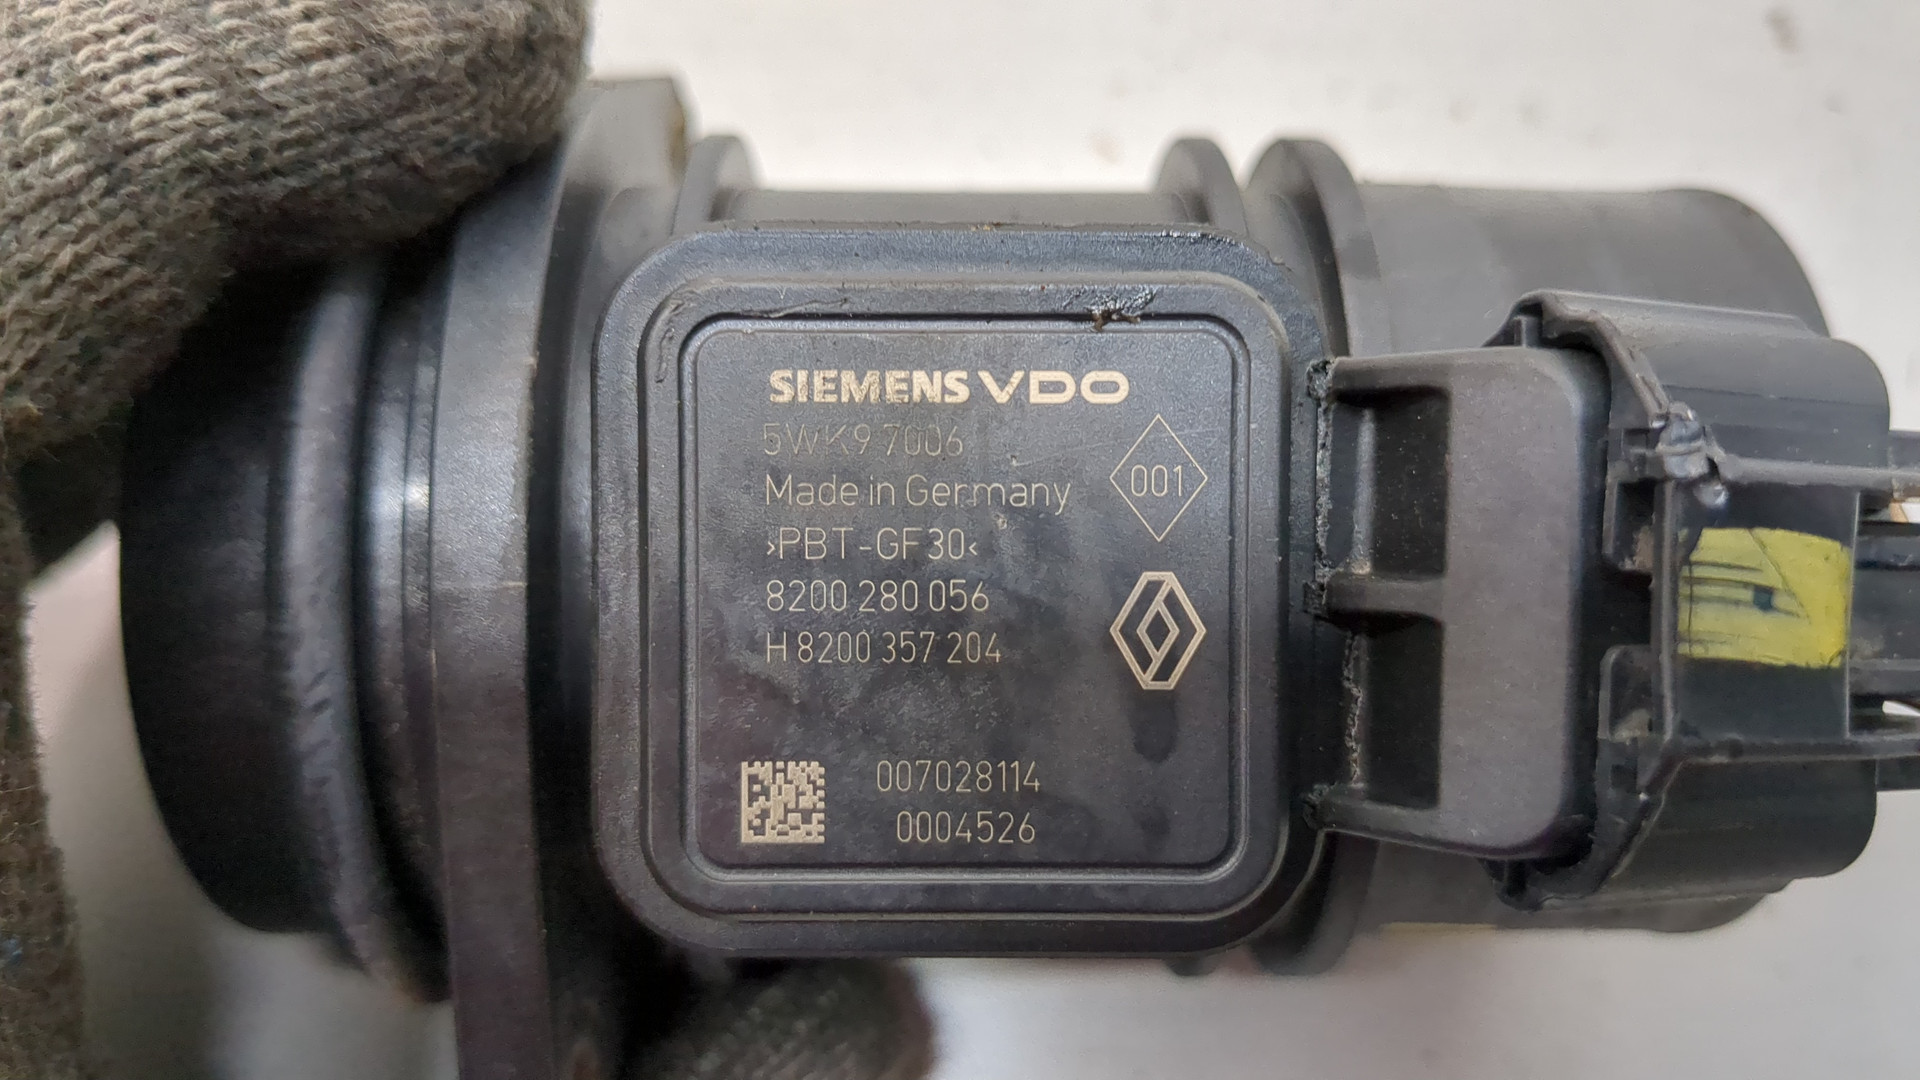 SIEMENS VDO
5WK9 7006
Made in Germany
001
>PBT-GF30<
8200 280 056
H 8200 357 204
007028114
0004526